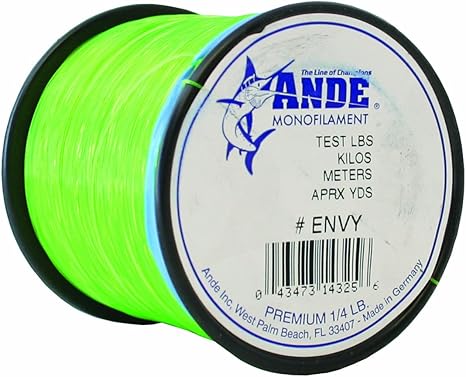 The Line of Champions
ANDE®
MONOFILAMENT
TEST LBS
KILOS
METERS
APRX YDS
# ENVY
0 43473 14325 6
PREMIUM 1/4 LB.
Ande Inc. West Palm Beach, FL 33407 - Made in Germany